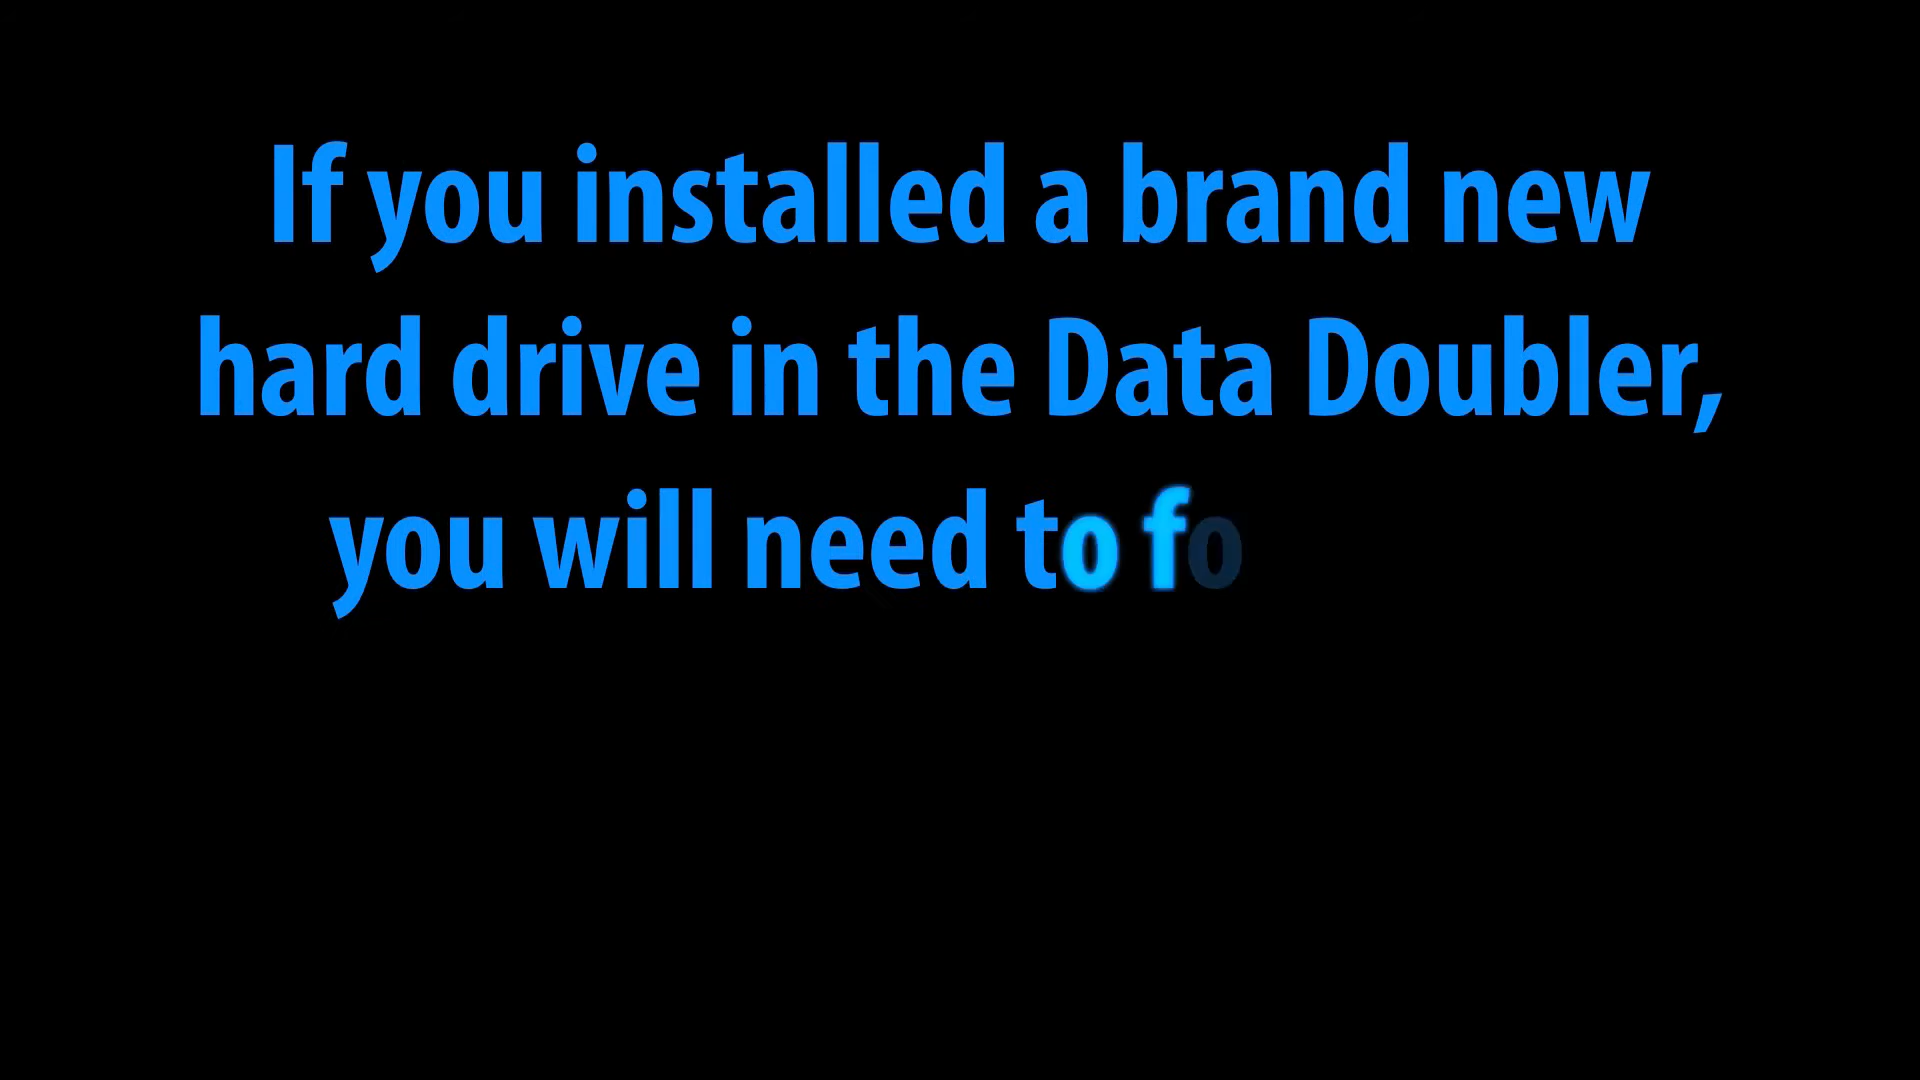 If you installed a brand new
hard drive in the Data Doubler,
you will need to fo